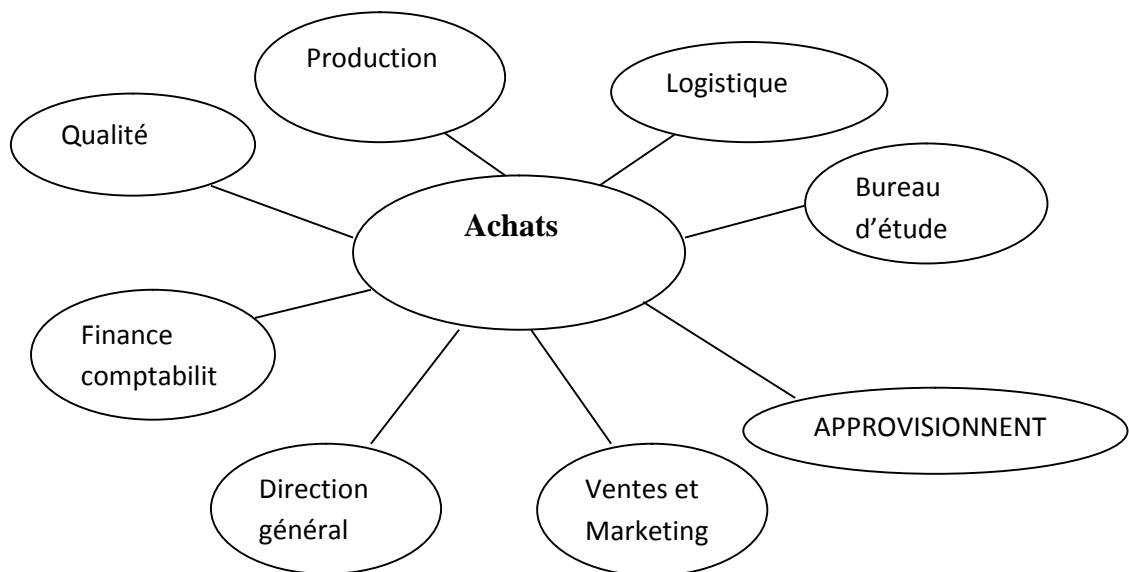 Production
Logistique
Qualité
Bureau
d’étude
Achats
Finance
comptabilit
APPROVISIONNENT
Direction
général
Ventes et
Marketing